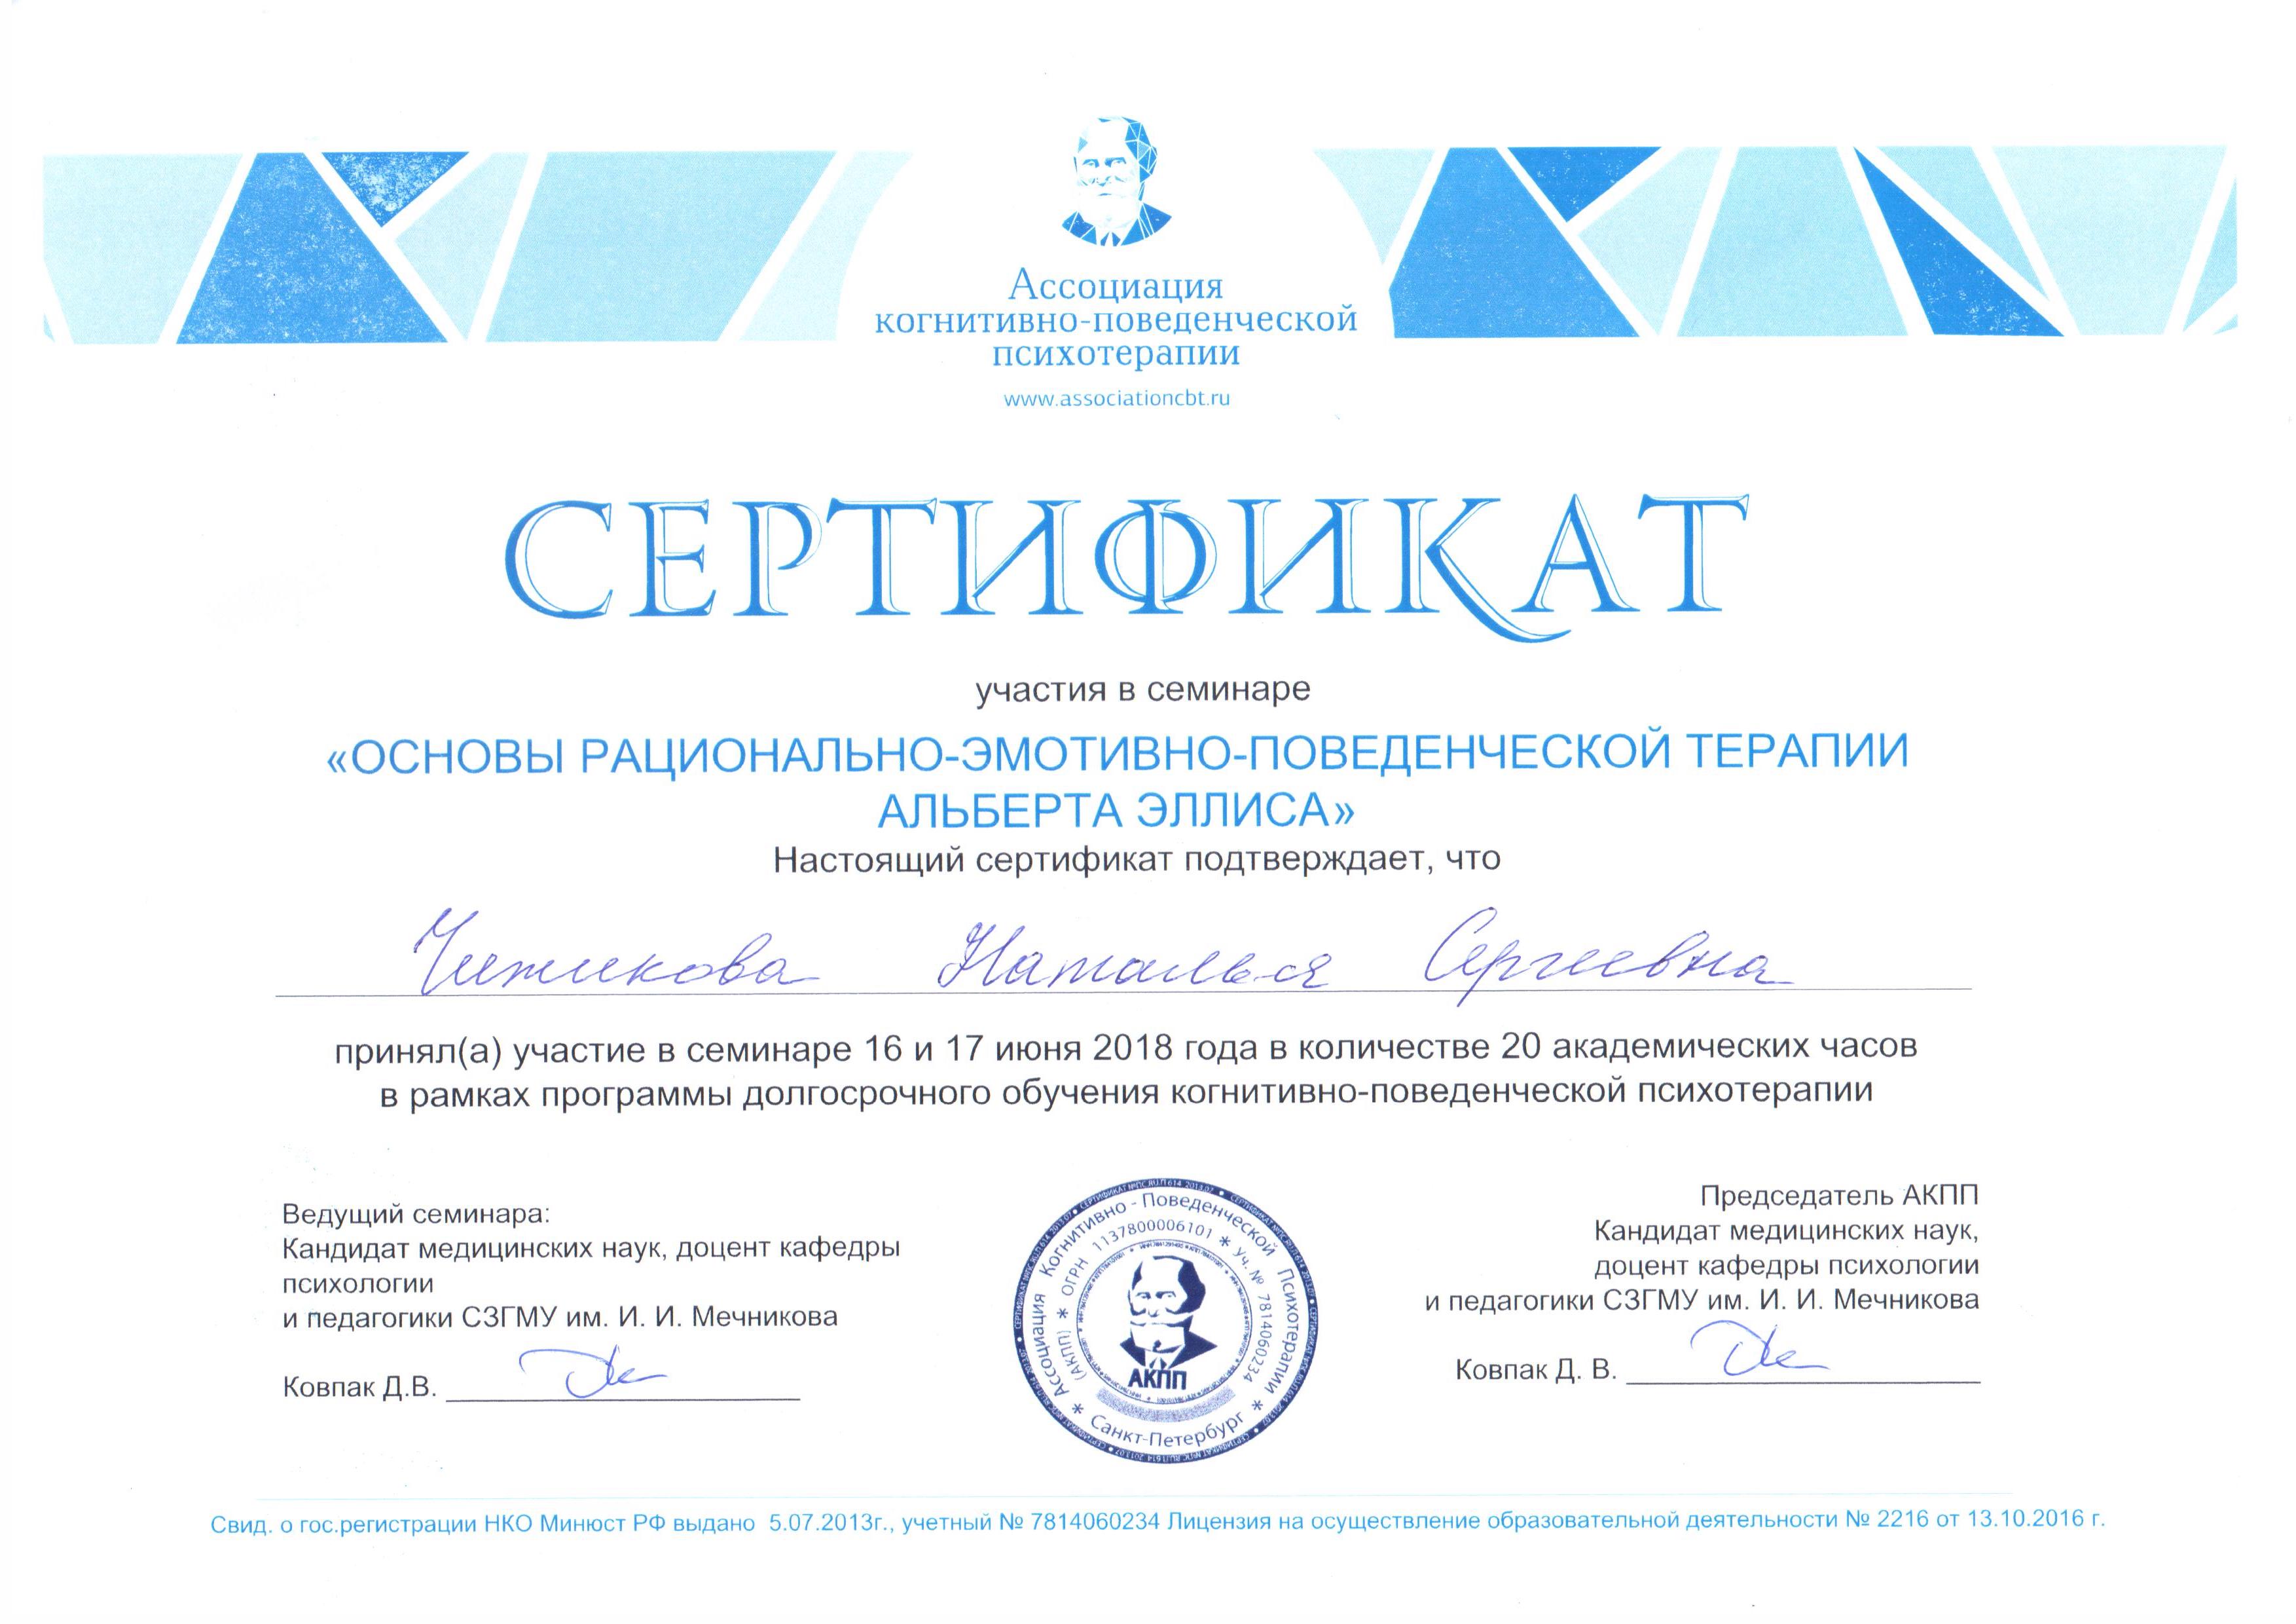 Ассоциация
когнитивно-поведенческой
психотерапии
www.associationcbt.ru
СЕРТИФИКАТ
участия в семинаре
«ОСНОВЫ РАЦИОНАЛЬНО-ЭМОТИВНО-ПОВЕДЕНЧЕСКОЙ ТЕРАПИИ
АЛЬБЕРТА ЭЛЛИСА»
Настоящий сертификат подтверждает, что
Чижикова Наталья Сергеевна
принял(а) участие в семинаре 16 и 17 июня 2018 года в количестве 20 академических часов
в рамках программы долгосрочного обучения когнитивно-поведенческой психотерапии
Ведущий семинара:
Кандидат медицинских наук, доцент кафедры
психологии
и педагогики СЗГМУ им. И. И. Мечникова
Ковпак Д.В.
Ассоциация Когнитивно - Поведенческой Психотерапии
* Санкт-Петербург *
(АКПП) * ОГРН 1137800006101 * Уч. № 7814060234
АКПП
Председатель АКПП
Кандидат медицинских наук,
доцент кафедры психологии
и педагогики СЗГМУ им. И. И. Мечникова
Ковпак Д. В.
Свид. о гос.регистрации НКО Минюст РФ выдано 5.07.2013г., учетный № 7814060234 Лицензия на осуществление образовательной деятельности № 2216 от 13.10.2016 г.